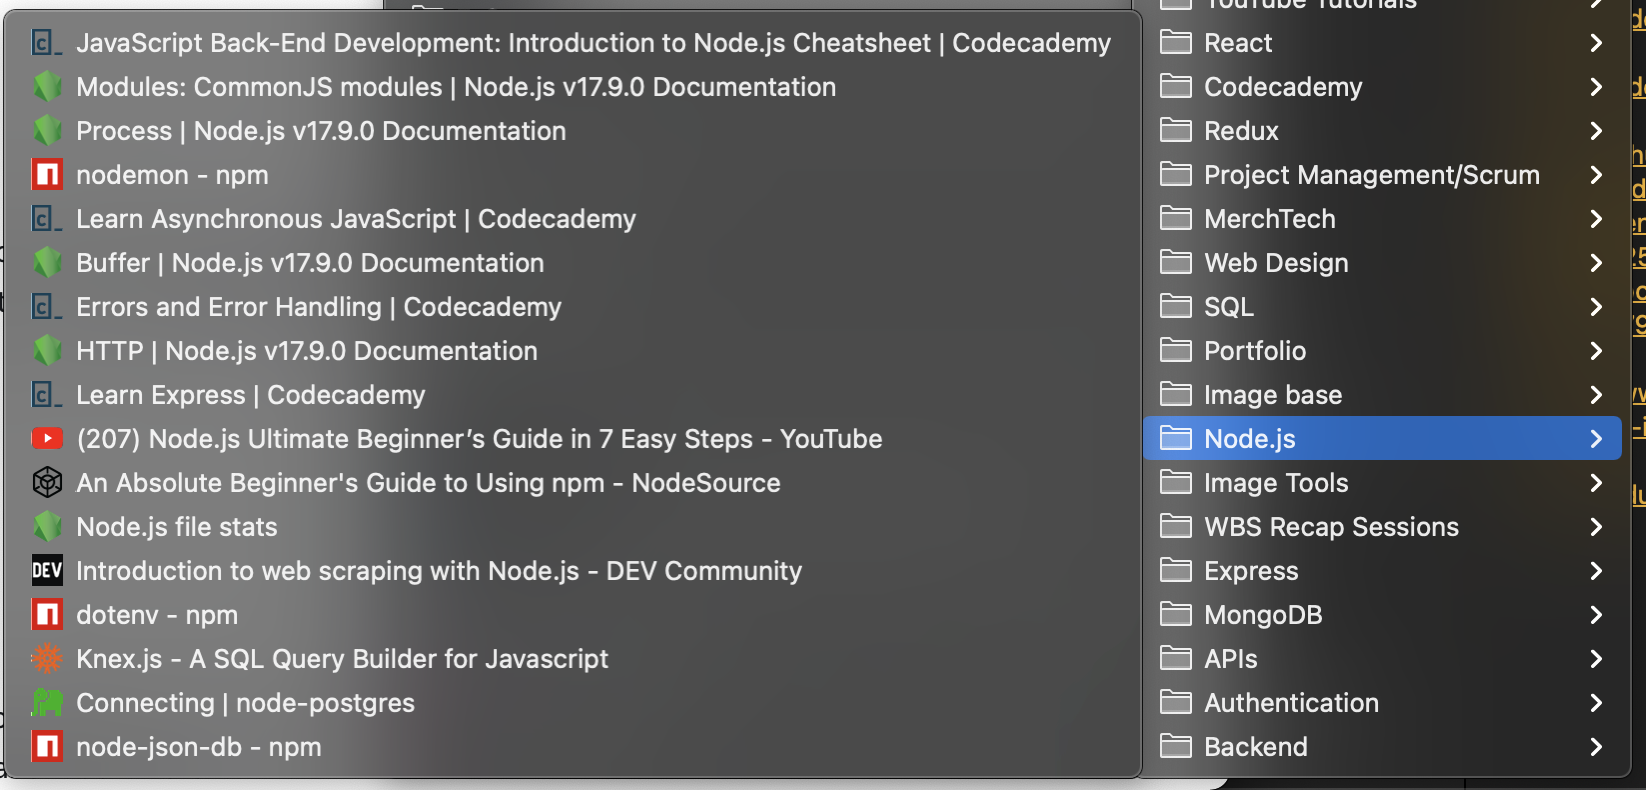 JavaScript Back-End Development: Introduction to Node.js Cheatsheet | Codecademy
Modules: CommonJS modules | Node.js v17.9.0 Documentation
Process | Node.js v17.9.0 Documentation
nodemon - npm
Learn Asynchronous JavaScript | Codecademy
Buffer | Node.js v17.9.0 Documentation
Errors and Error Handling | Codecademy
HTTP | Node.js v17.9.0 Documentation
Learn Express | Codecademy
(207) Node.js Ultimate Beginner’s Guide in 7 Easy Steps - YouTube
An Absolute Beginner's Guide to Using npm - NodeSource
Node.js file stats
DEV Introduction to web scraping with Node.js - DEV Community
dotenv - npm
Knex.js - A SQL Query Builder for Javascript
Connecting | node-postgres
node-json-db - npm
YouTube Tutorials
React
Codecademy
Redux
Project Management/Scrum
MerchTech
Web Design
SQL
Portfolio
Image base
Node.js
Image Tools
WBS Recap Sessions
Express
MongoDB
APIs
Authentication
Backend